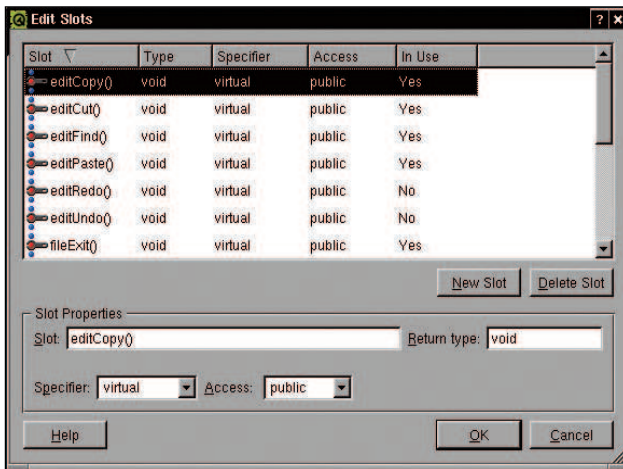 Edit Slots
Slot Type Specifier Access In Use
editCopy() void virtual public Yes
editCut() void virtual public Yes
editFind() void virtual public Yes
editPaste() void virtual public Yes
editRedo() void virtual public No
editUndo() void virtual public No
fileExit() void virtual public Yes
New Slot Delete Slot
Slot Properties
Slot: editCopy() Return type: void
Specifier: virtual Access: public
Help OK Cancel